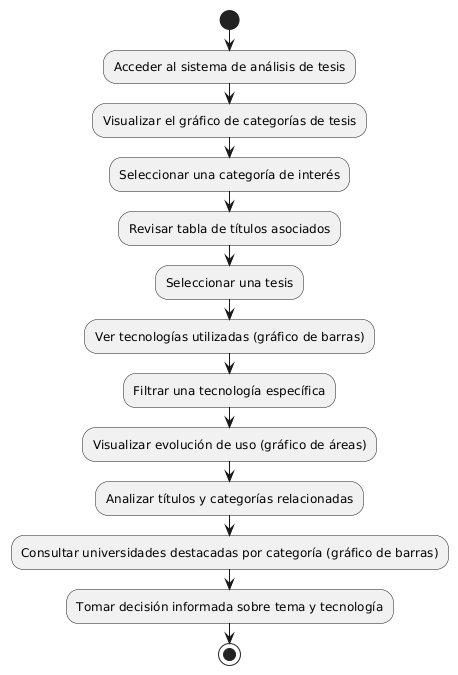 Acceder al sistema de análisis de tesis
Visualizar el gráfico de categorías de tesis
Seleccionar una categoría de interés
Revisar tabla de títulos asociados
Seleccionar una tesis
Ver tecnologías utilizadas (gráfico de barras)
Filtrar una tecnología específica
Visualizar evolución de uso (gráfico de áreas)
Analizar títulos y categorías relacionadas
Consultar universidades destacadas por categoría (gráfico de barras)
Tomar decisión informada sobre tema y tecnología